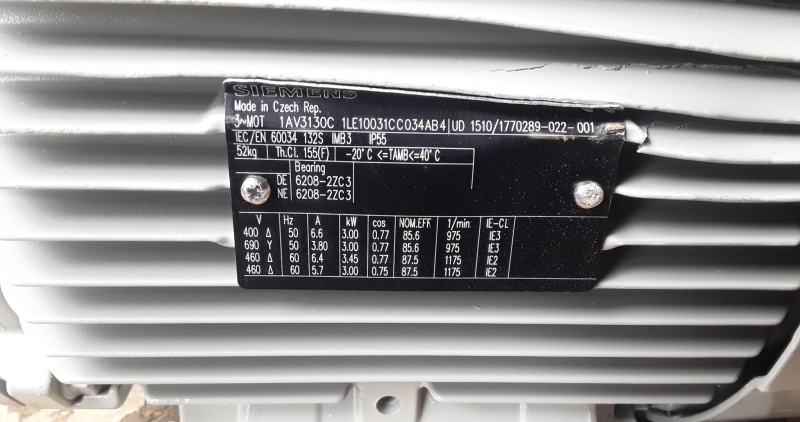 SIEMENS
Made in Czech Rep.
3~MOT 1AV3130C 1LE10031CC034AB4 UD 1510/1770289-022-001
IEC/EN 60034 132S IMB3 IP55
52kg Th.Cl. 155(F) -20°C <=TAMB<=40°C
Bearing
DE 6208-2ZC3
NE 6208-2ZC3
V Hz A kW cos NOM.EFF 1/min IE-CL
400 Δ 50 6.6 3.00 0.77 85.6 975 IE3
690 Y 50 3.80 3.00 0.77 85.6 975 IE3
460 Δ 60 6.4 3.45 0.77 87.5 1175 IE2
460 Δ 60 5.7 3.00 0.75 87.5 1175 IE2